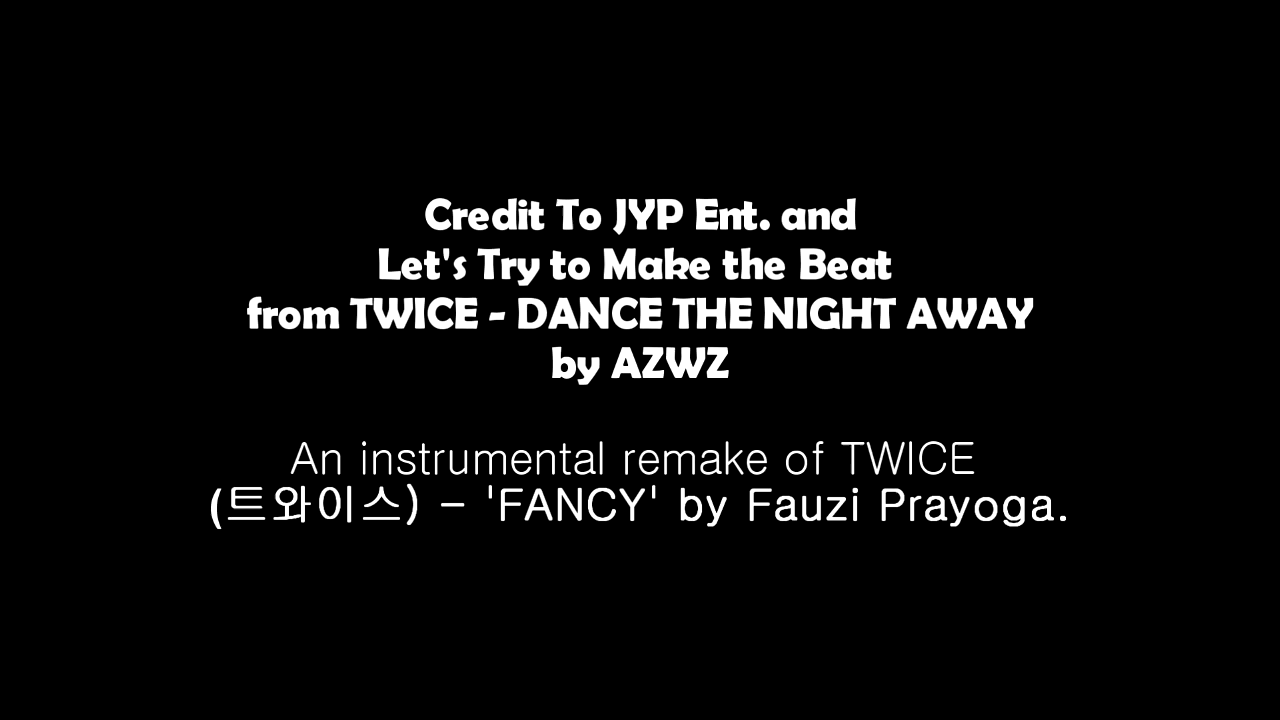 Credit To JYP Ent. and
Let's Try to Make the Beat
from TWICE - DANCE THE NIGHT AWAY
by AZWZ
An instrumental remake of TWICE
(트와이스) - 'FANCY' by Fauzi Prayoga.